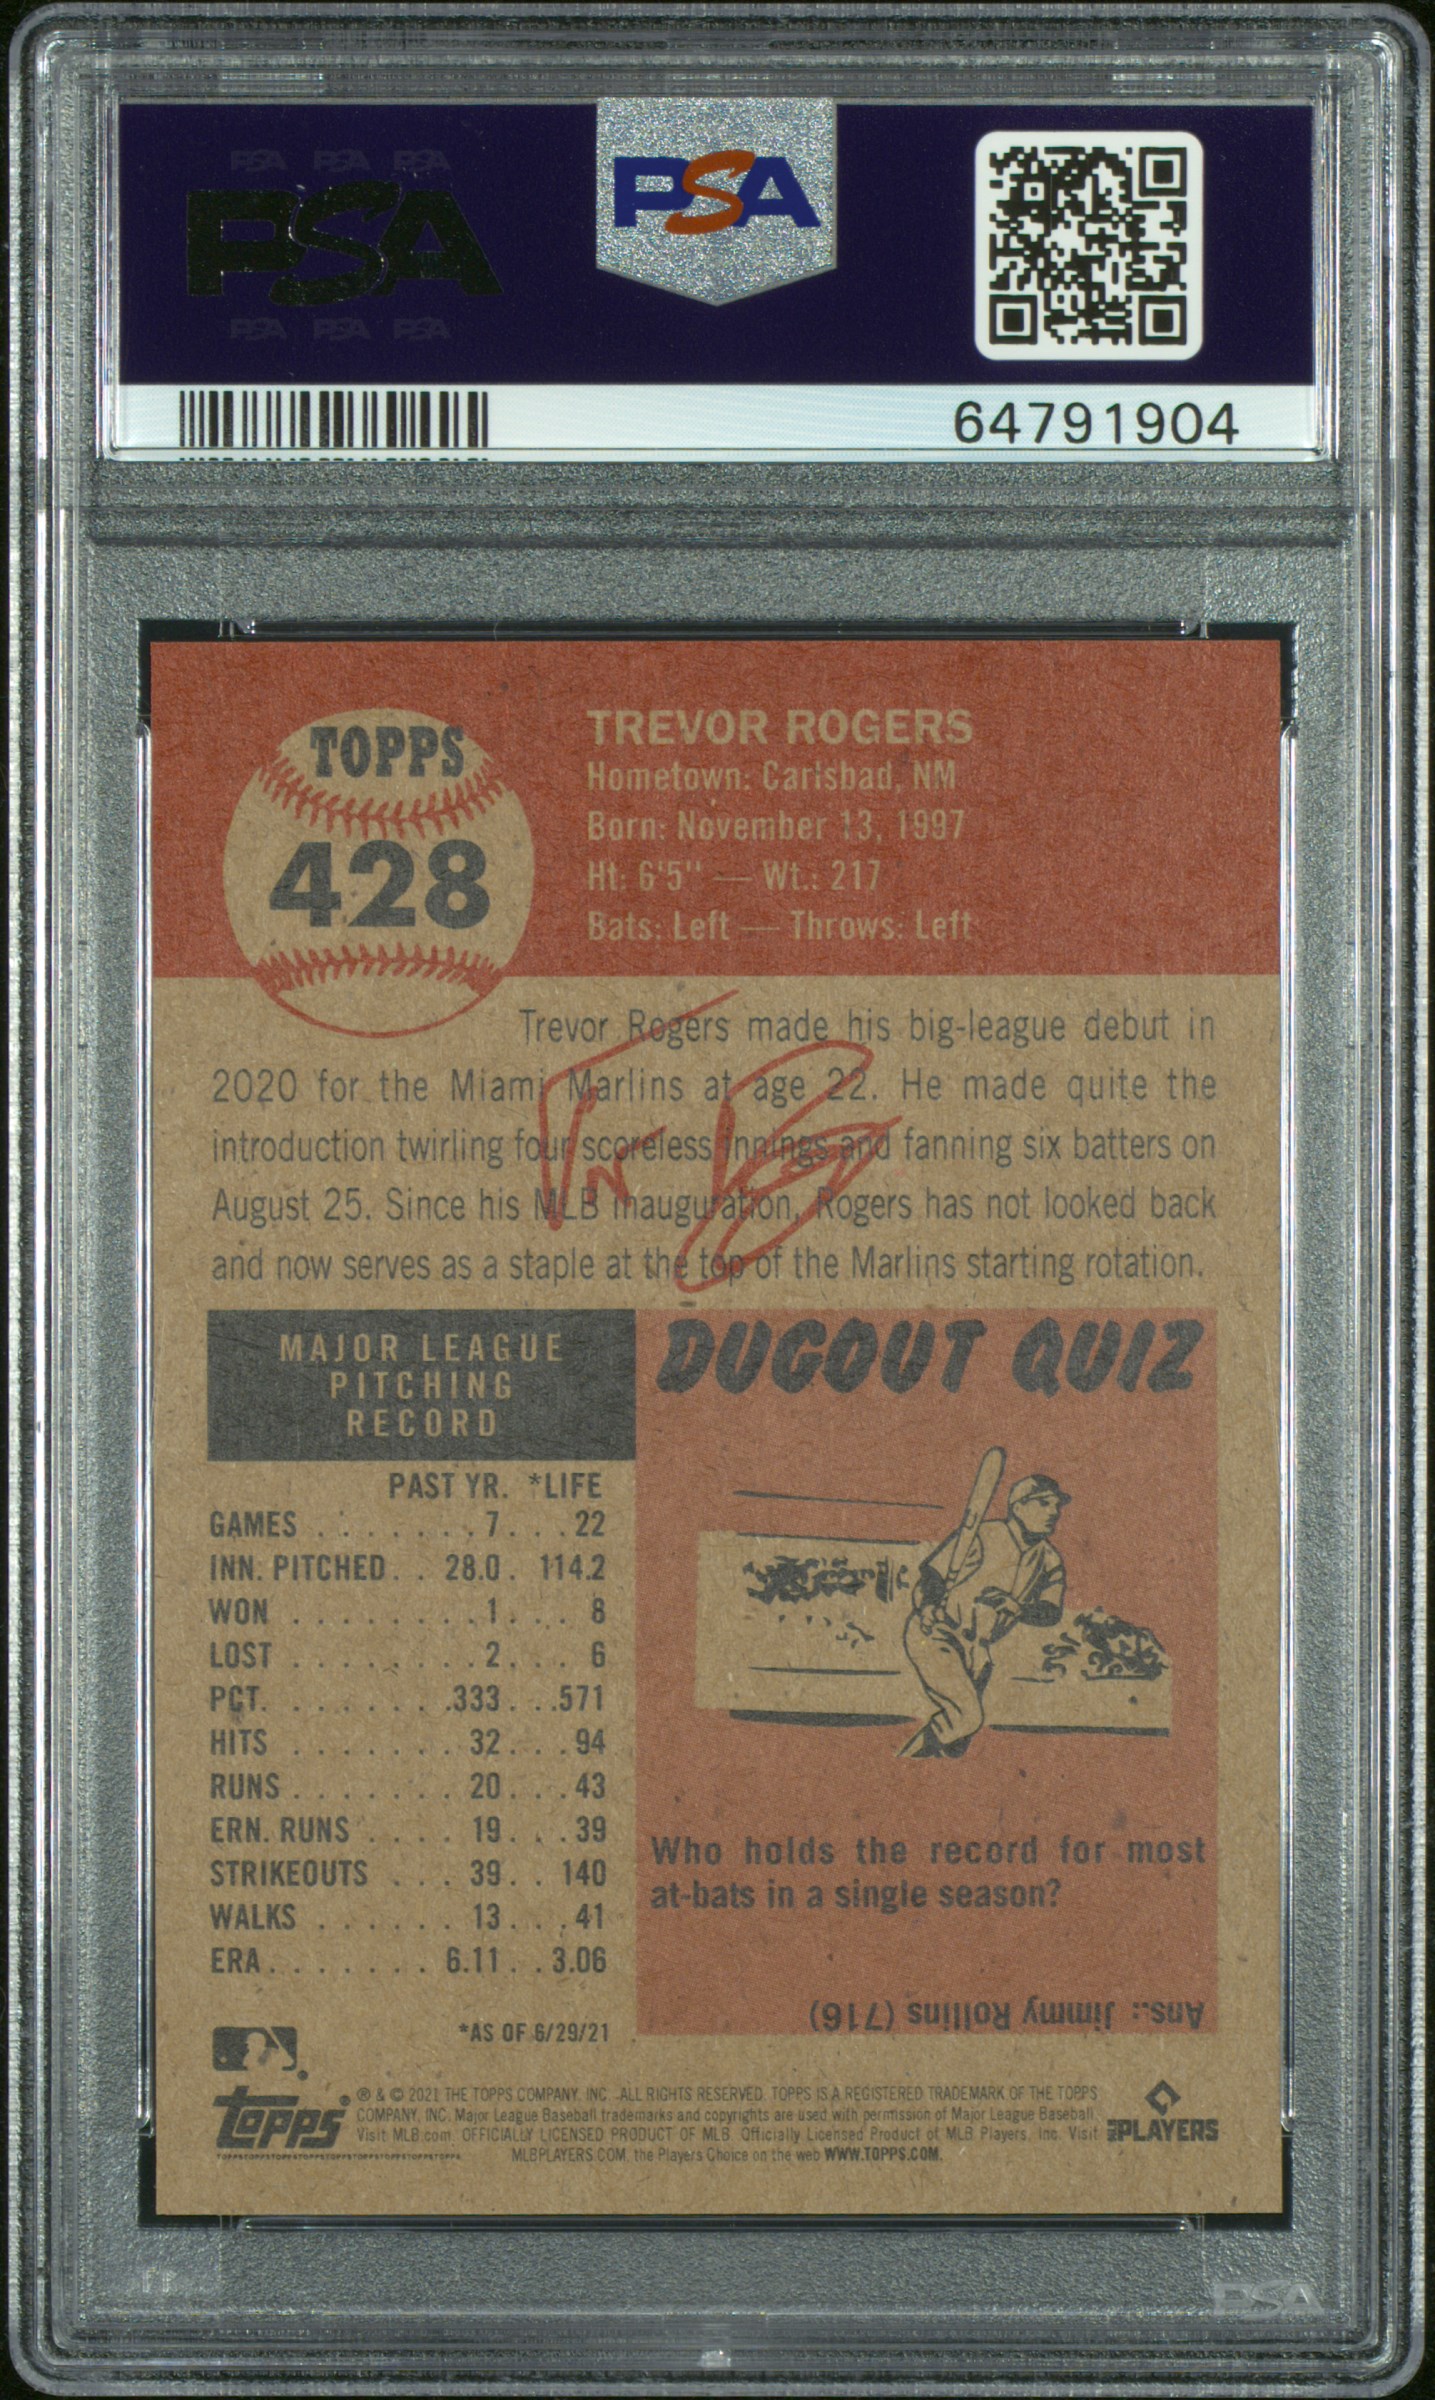 PSA PSA PSA
PSA
PSA PSA PSA
PSA
64791904
TOPPS
428
TREVOR ROGERS
Hometown: Carlsbad, NM
Born: November 13, 1997
Ht: 6'5" — Wt.: 217
Bats: Left — Throws: Left
Trevor Rogers made his big-league debut in
2020 for the Miami Marlins at age 22. He made quite the
introduction twirling four scoreless innings and fanning six batters on
August 25. Since his MLB inauguration, Rogers has not looked back
and now serves as a staple at the top of the Marlins starting rotation.
MAJOR LEAGUE
PITCHING
RECORD
PAST YR. *LIFE
GAMES . . . . . . . 7 . . . 22
INN. PITCHED . . 28.0 . 114.2
WON . . . . . . . . 1 . . . 8
LOST . . . . . . . . 2 . . . 6
PCT. . . . . . . . .333 . . .571
HITS . . . . . . . 32 . . . 94
RUNS . . . . . . . 20 . . . 43
ERN. RUNS . . . . 19 . . . 39
STRIKEOUTS . . . 39 . . 140
WALKS . . . . . . 13 . . . 41
ERA . . . . . . . 6.11 . . 3.06
*AS OF 6/29/21
DUGOUT QUIZ
Who holds the record for most
at-bats in a single season?
Ans.: Jimmy Rollins (716)
Topps
® & © 2021 THE TOPPS COMPANY, INC. ALL RIGHTS RESERVED. TOPPS IS A REGISTERED TRADEMARK OF THE TOPPS
COMPANY, INC. Major League Baseball trademarks and copyrights are used with permission of Major League Baseball.
Visit MLB.com. OFFICIALLY LICENSED PRODUCT OF MLB. Officially Licensed Product of MLB Players, Inc. Visit
MLBPLAYERS.COM, the Players Choice on the web WWW.TOPPS.COM.
MLBPLAYERS
PSA